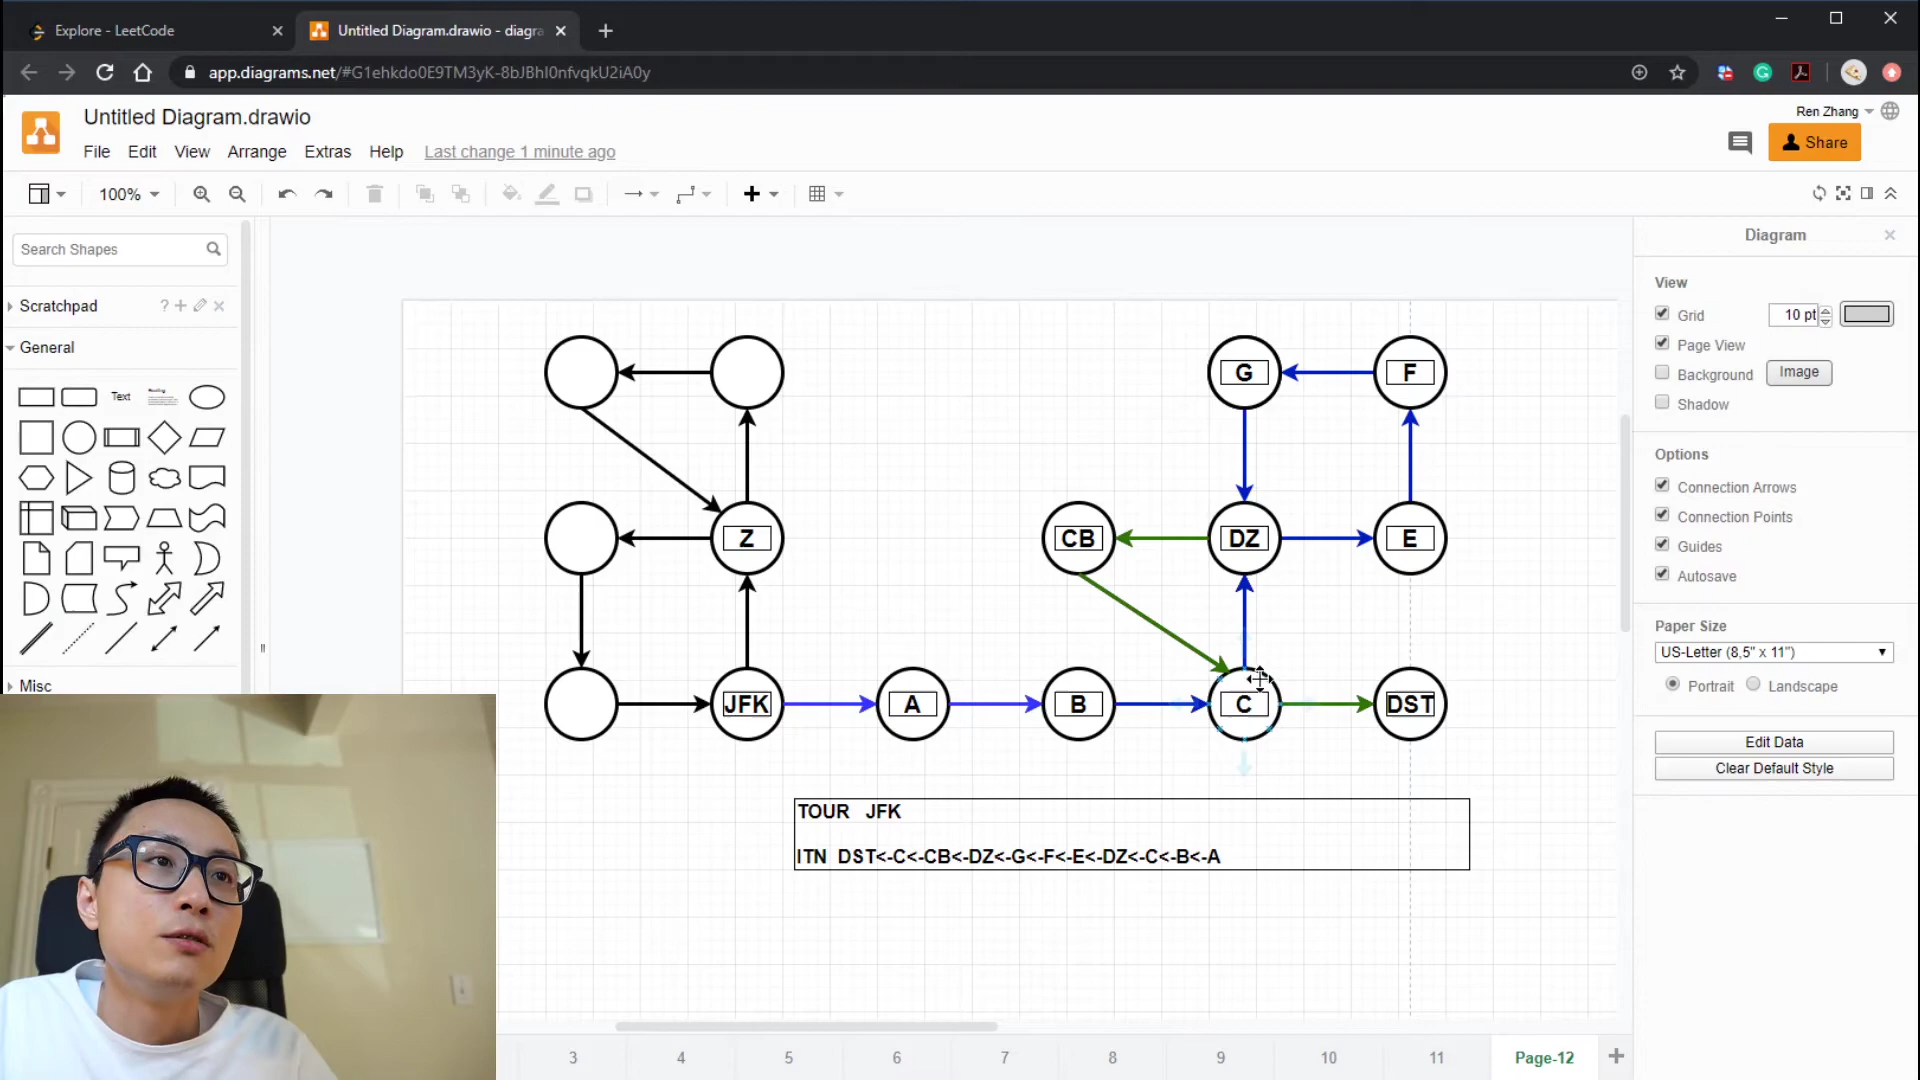 Explore - LeetCode
Untitled Diagram.drawio - diagra
app.diagrams.net/#G1ehkdo0E9TM3yK-8bJBhI0nfvqkU2iA0y
Untitled Diagram.drawio
Ren Zhang
File Edit View Arrange Extras Help Last change 1 minute ago
Share
100%
Search Shapes
Diagram
Scratchpad
?
General
Text
Misc
View
Grid 10 pt
Page View
Background Image
Shadow
Options
Connection Arrows
Connection Points
Guides
Autosave
Paper Size
US-Letter (8,5" x 11")
Portrait Landscape
Edit Data
Clear Default Style
G F
Z CB DZ E
JFK A B C DST
TOUR JFK
ITN DST<-C<-CB<-DZ<-G<-F<-E<-DZ<-C<-B<-A
3 4 5 6 7 8 9 10 11 Page-12